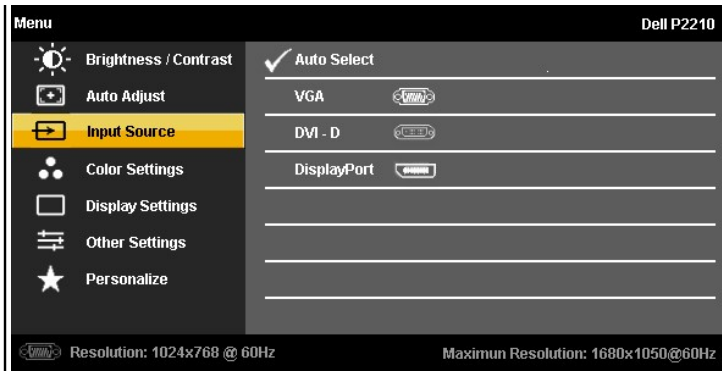 Menu Dell P2210
Brightness / Contrast Auto Select
Auto Adjust VGA
Input Source DVI - D
Color Settings DisplayPort
Display Settings
Other Settings
Personalize
Resolution: 1024x768 @ 60Hz Maximun Resolution: 1680x1050@60Hz